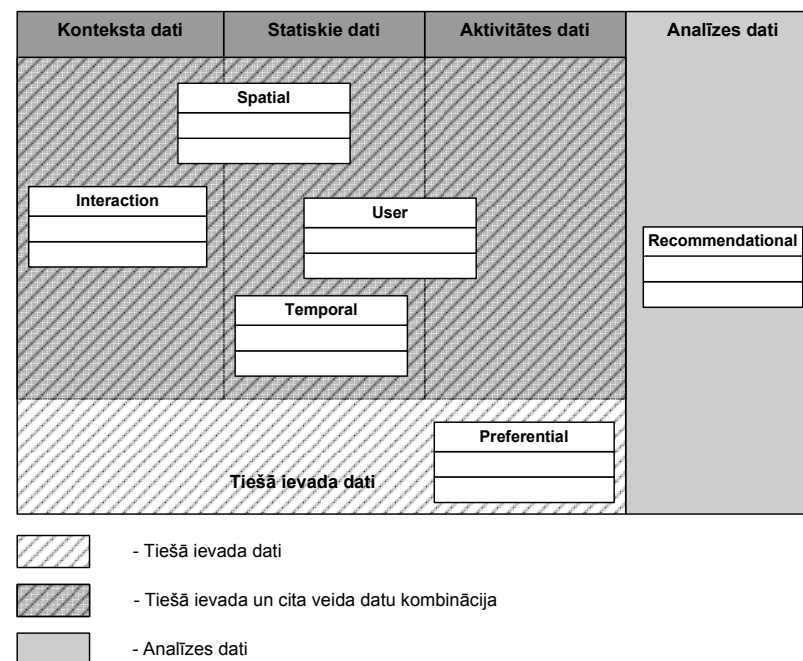 Konteksta dati
Statiskie dati
Aktivitātes dati
Analīzes dati
Spatial
Interaction
User
Recommendational
Temporal
Preferential
Tiešā ievada dati
- Tiešā ievada dati
- Tiešā ievada un cita veida datu kombinācija
- Analīzes dati